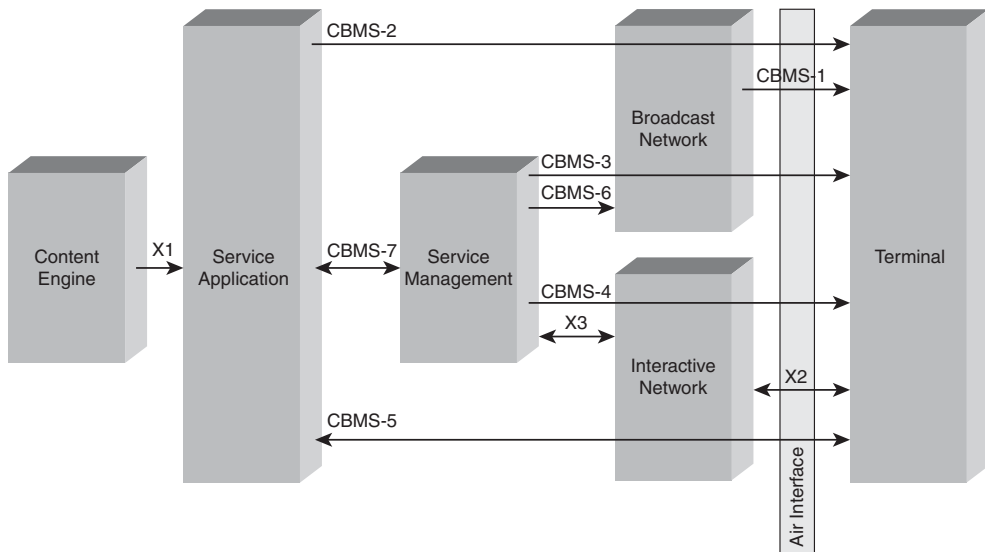 CBMS-2
CBMS-1
Broadcast
Network
CBMS-3
CBMS-6
Content
Engine
X1
Service
Application
CBMS-7
Service
Management
Terminal
CBMS-4
X3
Interactive
Network
X2
CBMS-5
Air Interface